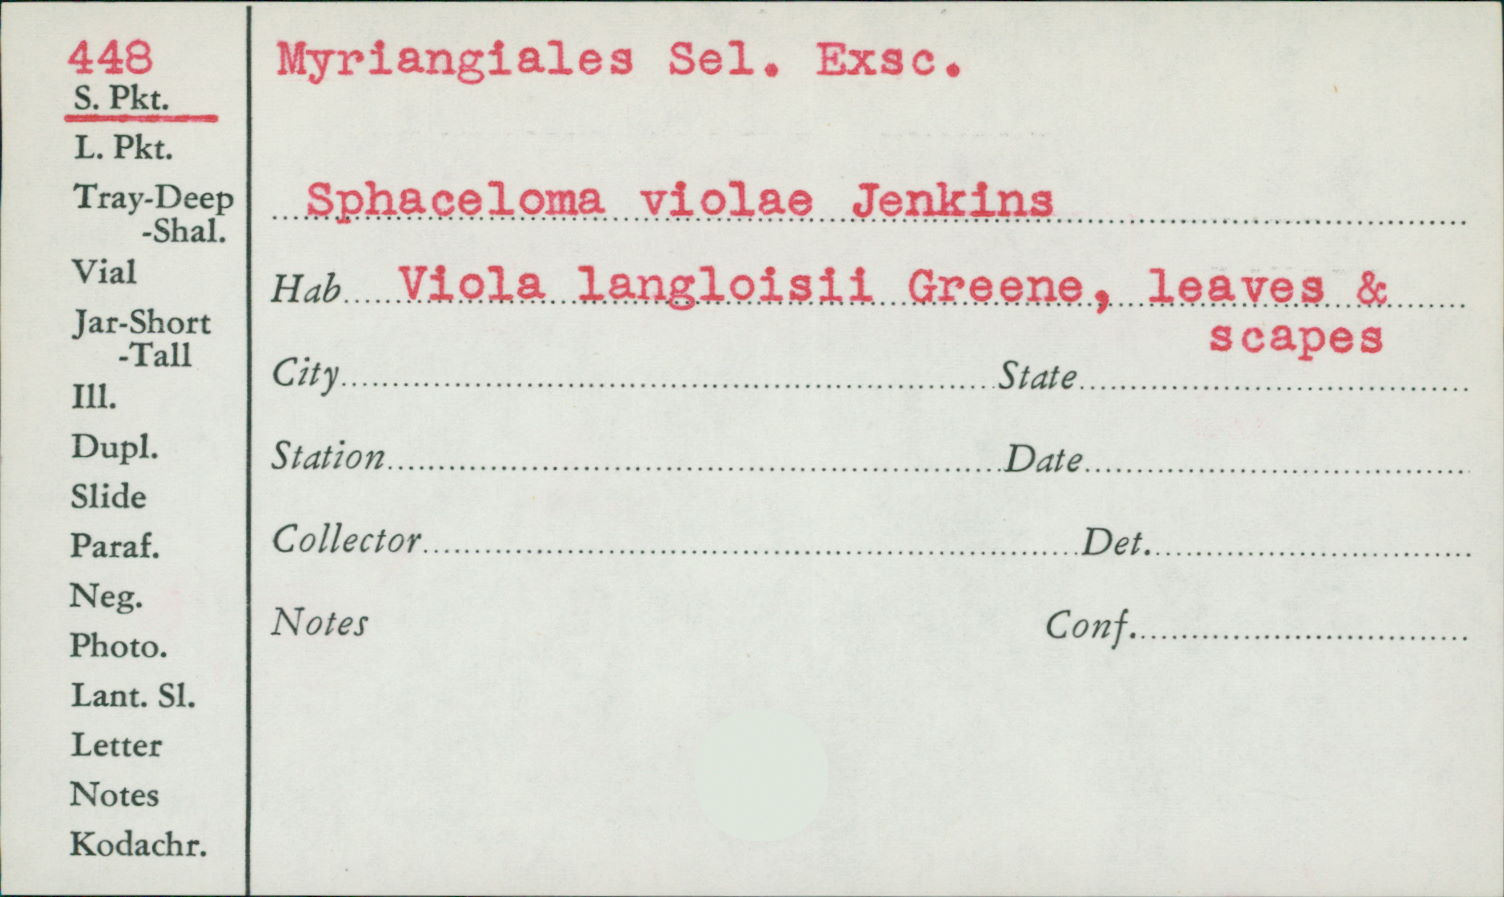 448
S. Pkt.
L. Pkt.
Tray-Deep
-Shal.
Vial
Jar-Short
-Tall
Ill.
Dupl.
Slide
Paraf.
Neg.
Photo.
Lant. Sl.
Letter
Notes
Kodachr.
Myriangiales Sel. Exsc.
Sphaceloma violae Jenkins
Hab Viola langloisii Greene, leaves &
scapes
City State
Station Date
Collector Det.
Notes Conf.